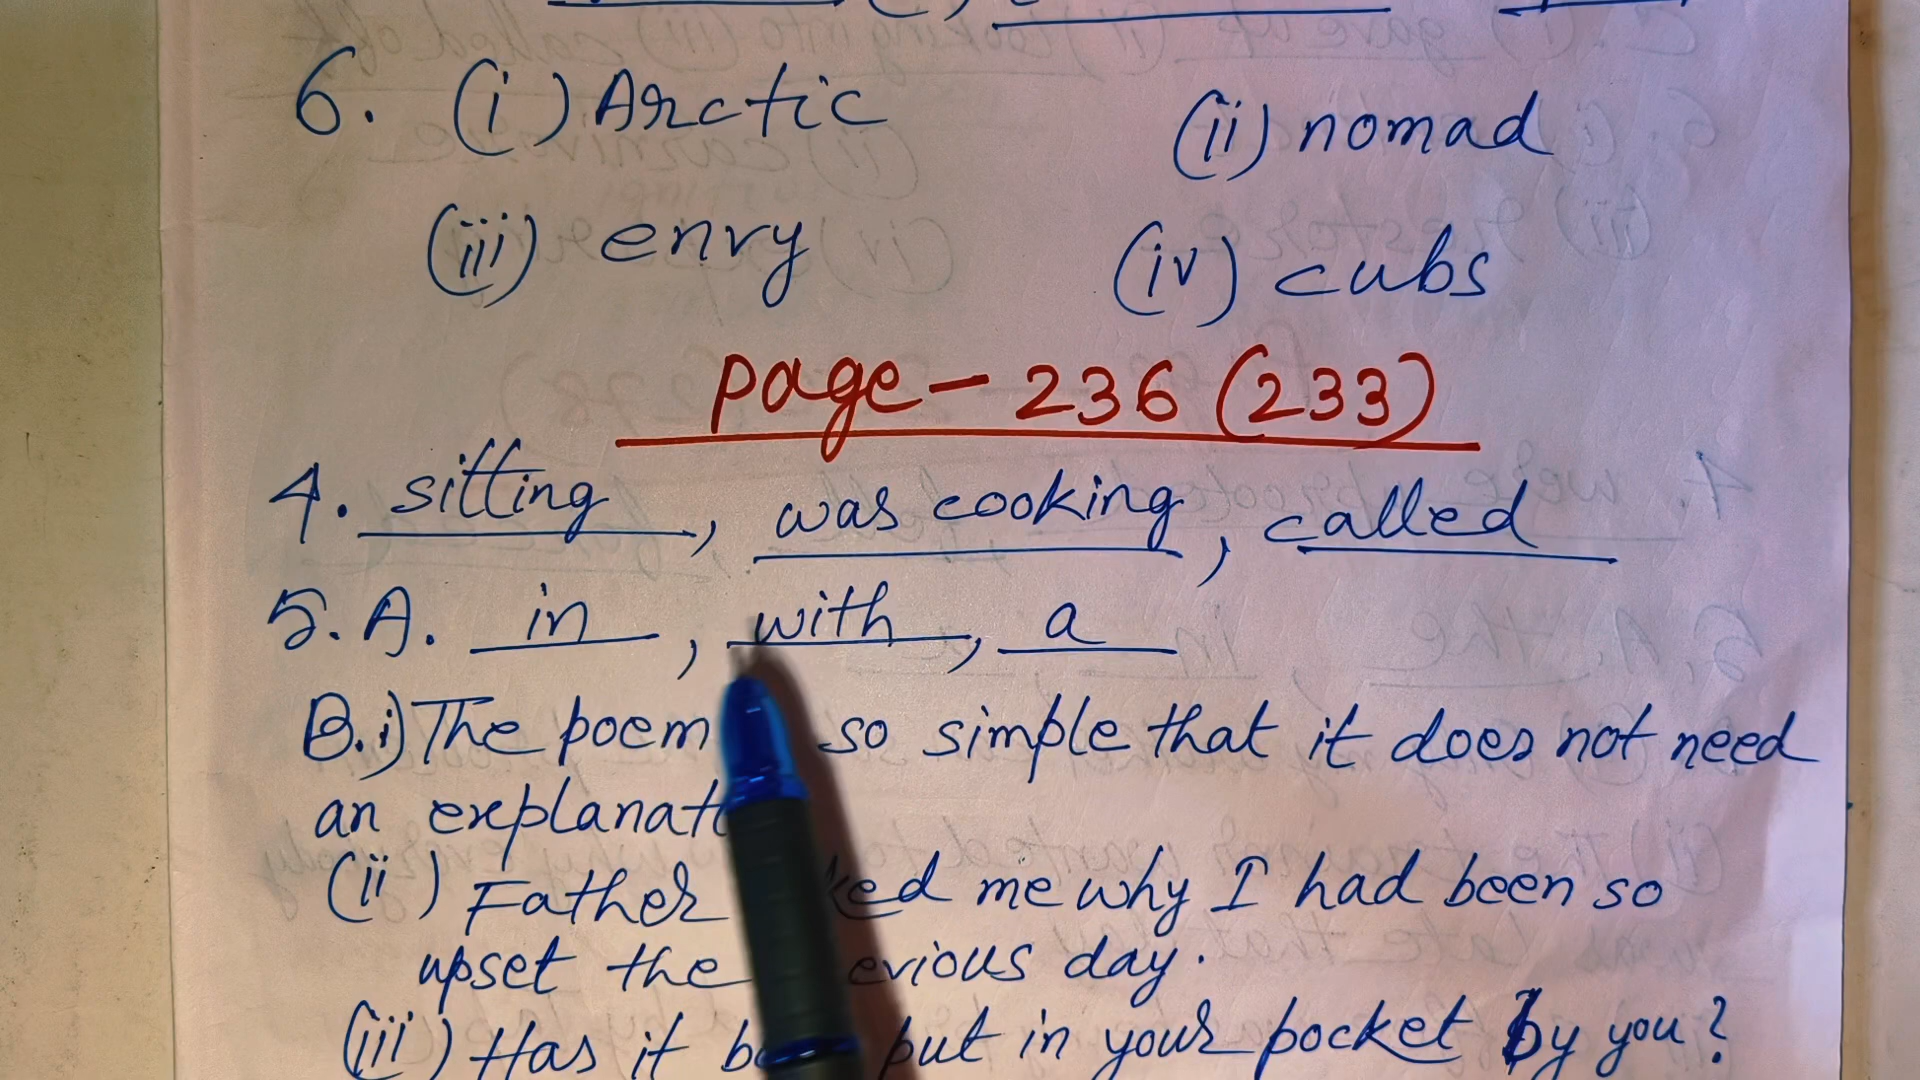 6. (i) Arctic (ii) nomad
(iii) envy (iv) cubs
page - 236 (233)
4. sitting, was cooking, called
5. A. in, with, a
B.i) The poem so simple that it does not need
an
(ii) Father me why I had been so
upset the day.
(iii) Has it put in your pocket by you?